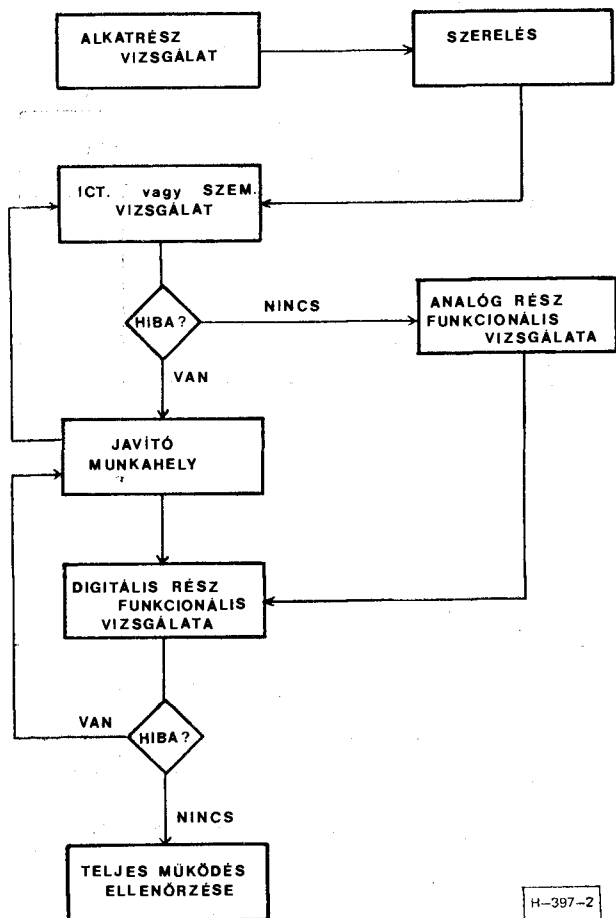 ALKATRÉSZ
VIZSGÁLAT
SZERELÉS
ICT. vagy SZEM.
VIZSGÁLAT
HIBA?
NINCS
ANALÓG RÉSZ
FUNKCIONÁLIS
VIZSGÁLATA
VAN
JAVÍTÓ
MUNKAHELY
DIGITÁLIS RÉSZ
FUNKCIONÁLIS
VIZSGÁLATA
VAN
HIBA?
NINCS
TELJES MŰKÖDÉS
ELLENŐRZÉSE
H-397-2